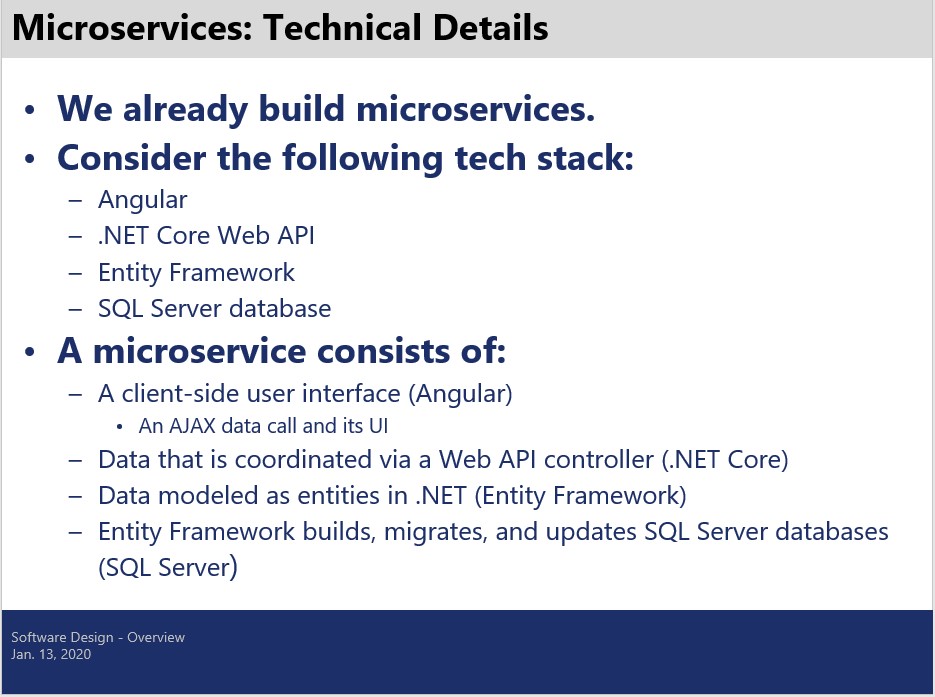 Microservices: Technical Details
• We already build microservices.
• Consider the following tech stack:
– Angular
– .NET Core Web API
– Entity Framework
– SQL Server database
• A microservice consists of:
– A client-side user interface (Angular)
• An AJAX data call and its UI
– Data that is coordinated via a Web API controller (.NET Core)
– Data modeled as entities in .NET (Entity Framework)
– Entity Framework builds, migrates, and updates SQL Server databases
(SQL Server)
Software Design - Overview
Jan. 13, 2020